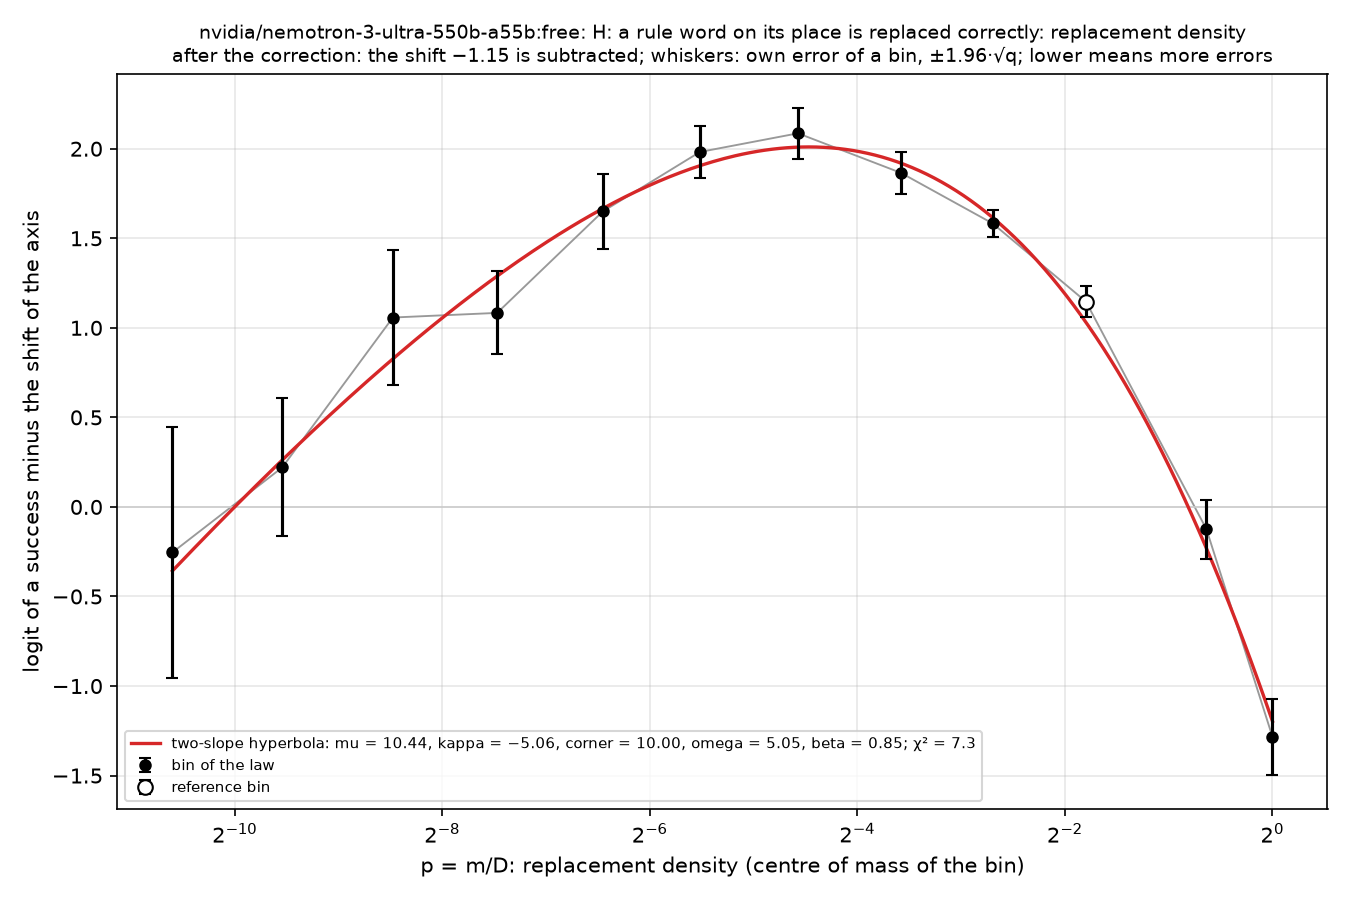 nvidia/nemotron-3-ultra-550b-a55b:free: H: a rule word on its place is replaced correctly: replacement density
after the correction: the shift −1.15 is subtracted; whiskers: own error of a bin, ±1.96·√q; lower means more errors
logit of a success minus the shift of the axis
2.0
1.5
1.0
0.5
0.0
−0.5
−1.0
−1.5
two-slope hyperbola: mu = 10.44, kappa = −5.06, corner = 10.00, omega = 5.05, beta = 0.85; χ² = 7.3
bin of the law
reference bin
2⁻¹⁰ 2⁻⁸ 2⁻⁶ 2⁻⁴ 2⁻² 2⁰
p = m/D: replacement density (centre of mass of the bin)